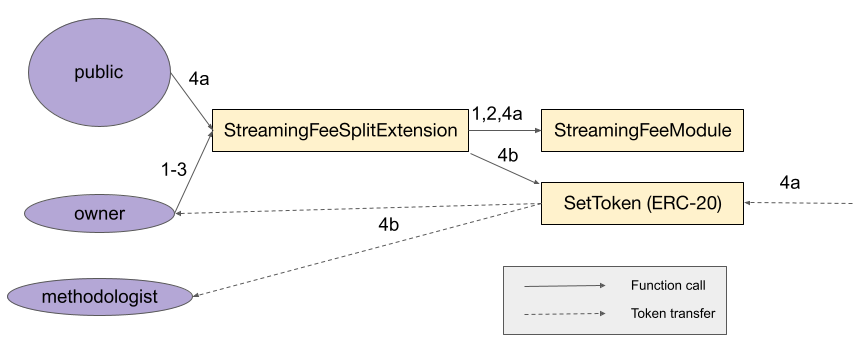 public
4a
StreamingFeeSplitExtension
1,2,4a
StreamingFeeModule
4b
1-3
4a
owner
SetToken (ERC-20)
4b
methodologist
Function call
Token transfer